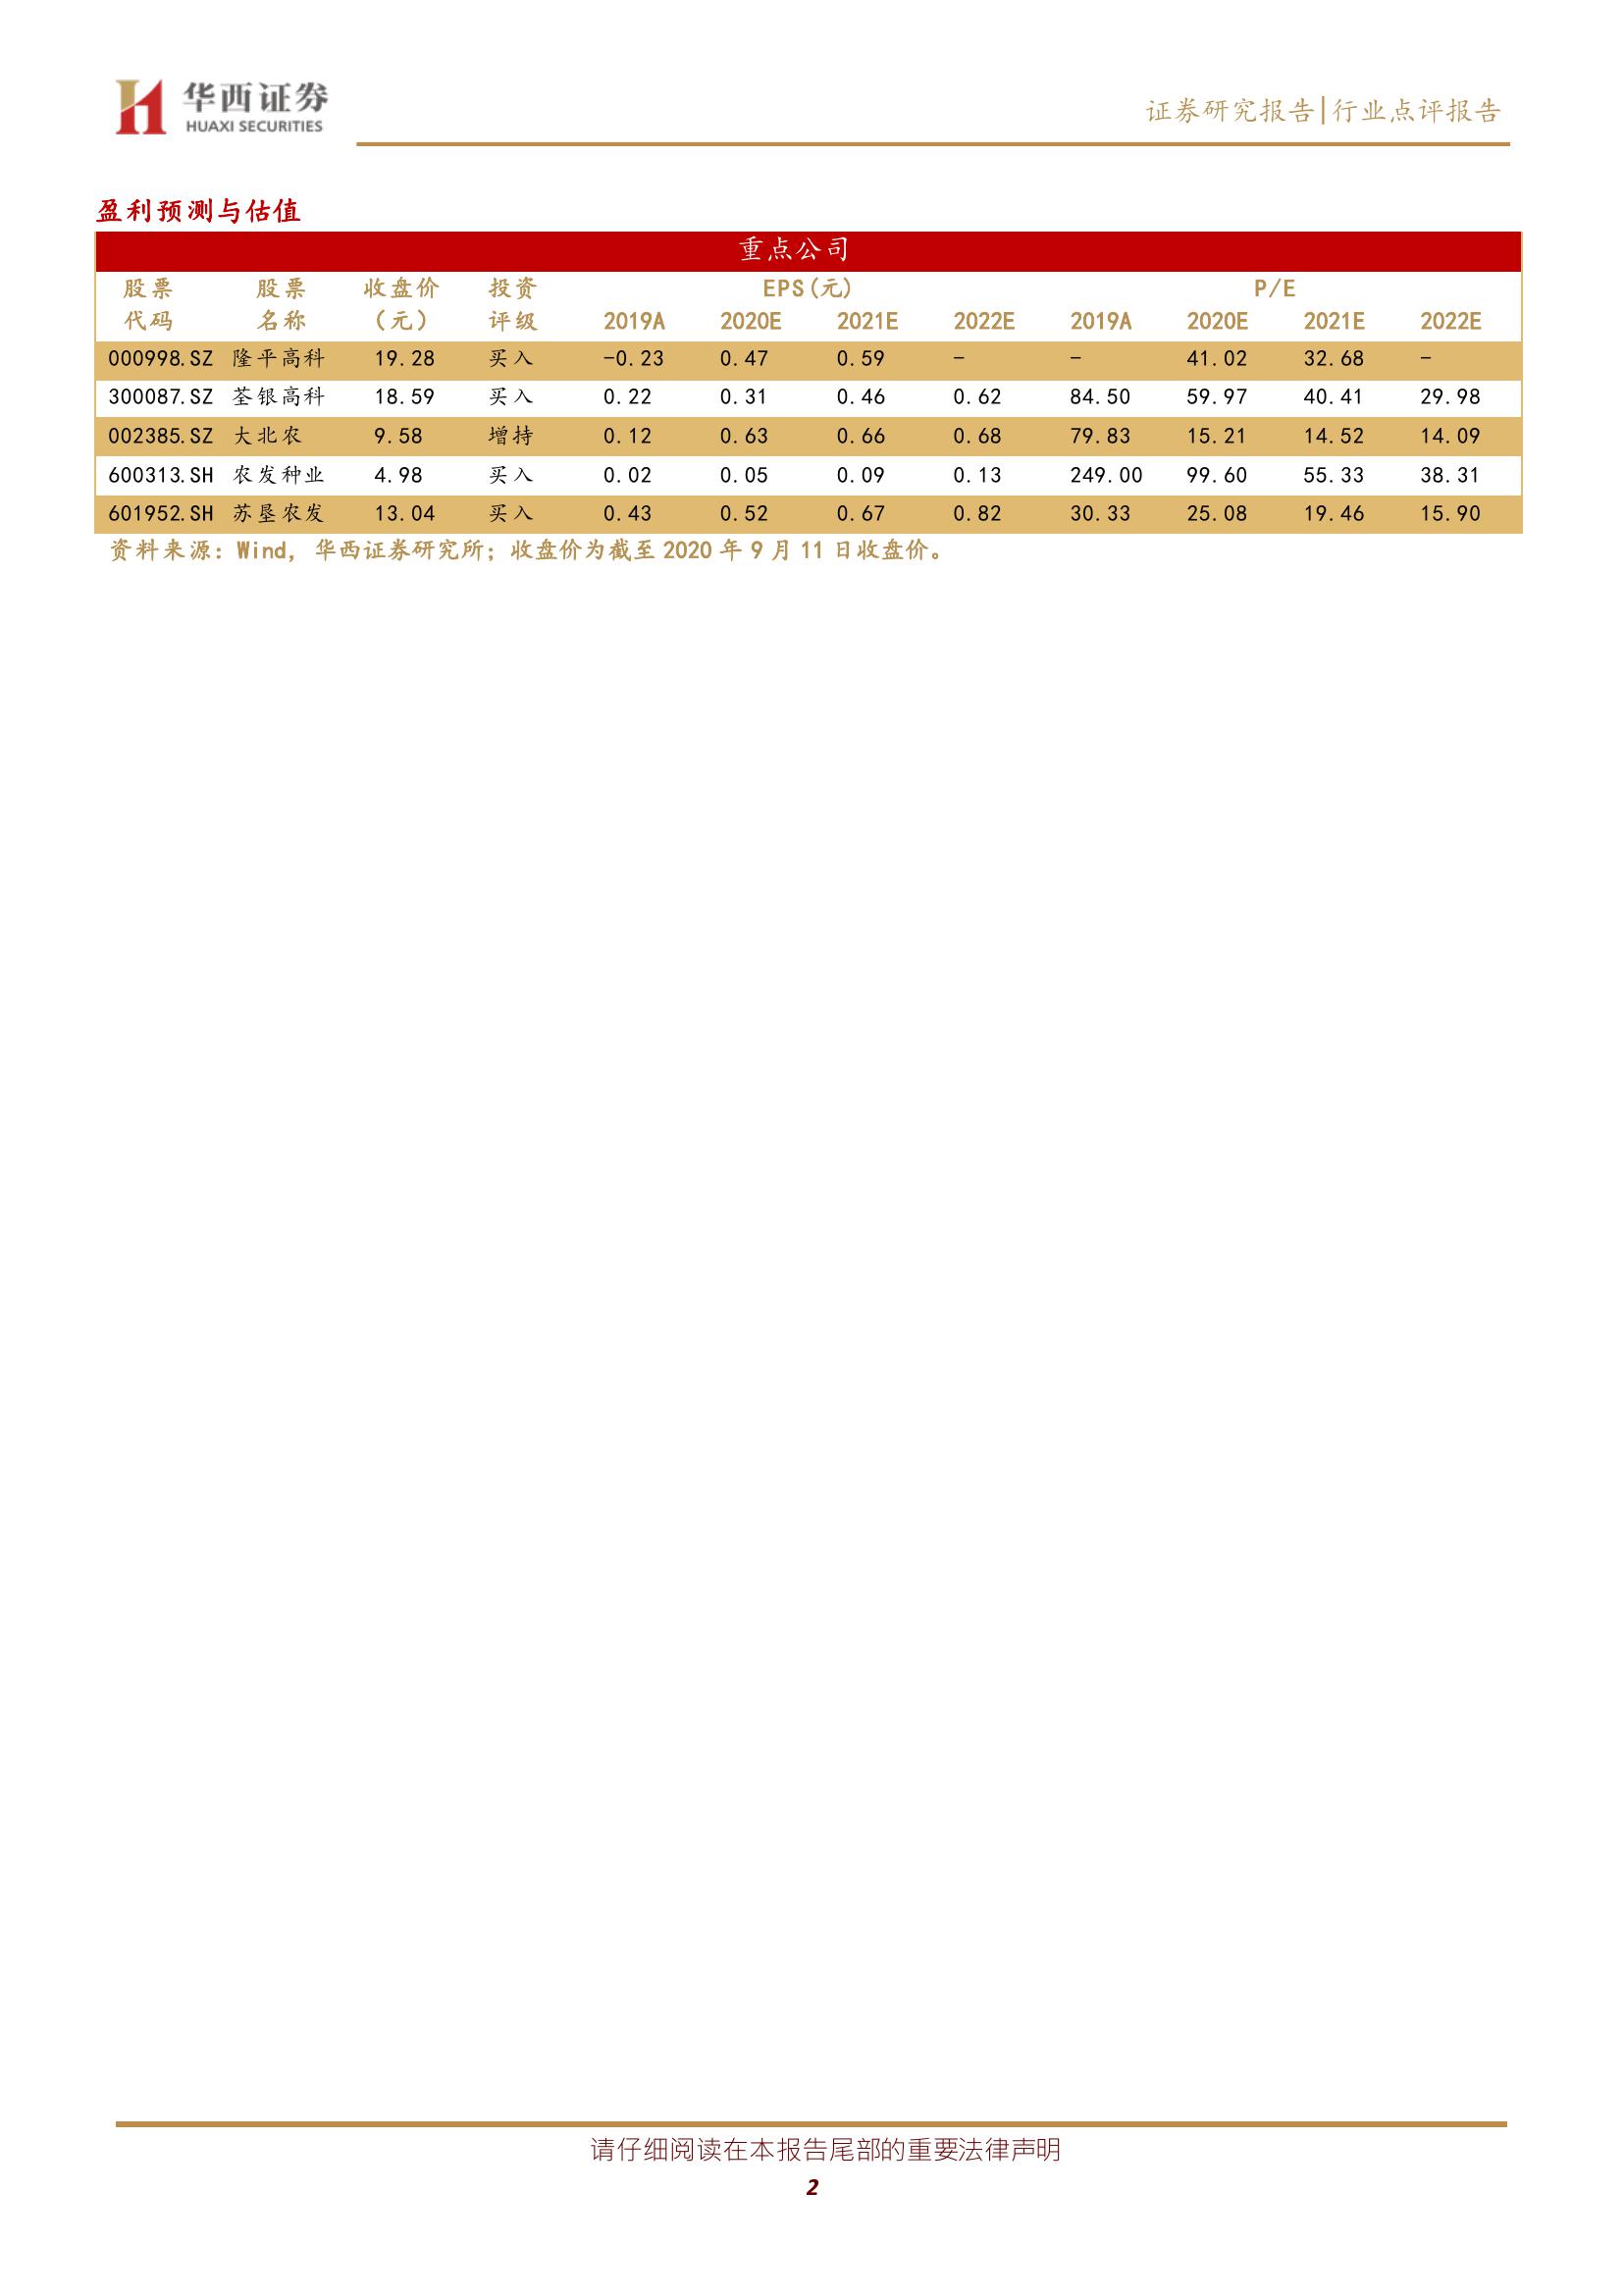 华西证券
HUAXI SECURITIES
证券研究报告|行业点评报告
盈利预测与估值
重点公司
股票 股票 收盘价 投资 EPS(元) P/E
代码 名称 （元） 评级 2019A 2020E 2021E 2022E 2019A 2020E 2021E 2022E
000998.SZ 隆平高科 19.28 买入 -0.23 0.47 0.59 - - 41.02 32.68 -
300087.SZ 荃银高科 18.59 买入 0.22 0.31 0.46 0.62 84.50 59.97 40.41 29.98
002385.SZ 大北农 9.58 增持 0.12 0.63 0.66 0.68 79.83 15.21 14.52 14.09
600313.SH 农发种业 4.98 买入 0.02 0.05 0.09 0.13 249.00 99.60 55.33 38.31
601952.SH 苏垦农发 13.04 买入 0.43 0.52 0.67 0.82 30.33 25.08 19.46 15.90
资料来源：Wind，华西证券研究所；收盘价为截至 2020 年 9 月 11 日收盘价。
请仔细阅读在本报告尾部的重要法律声明
2